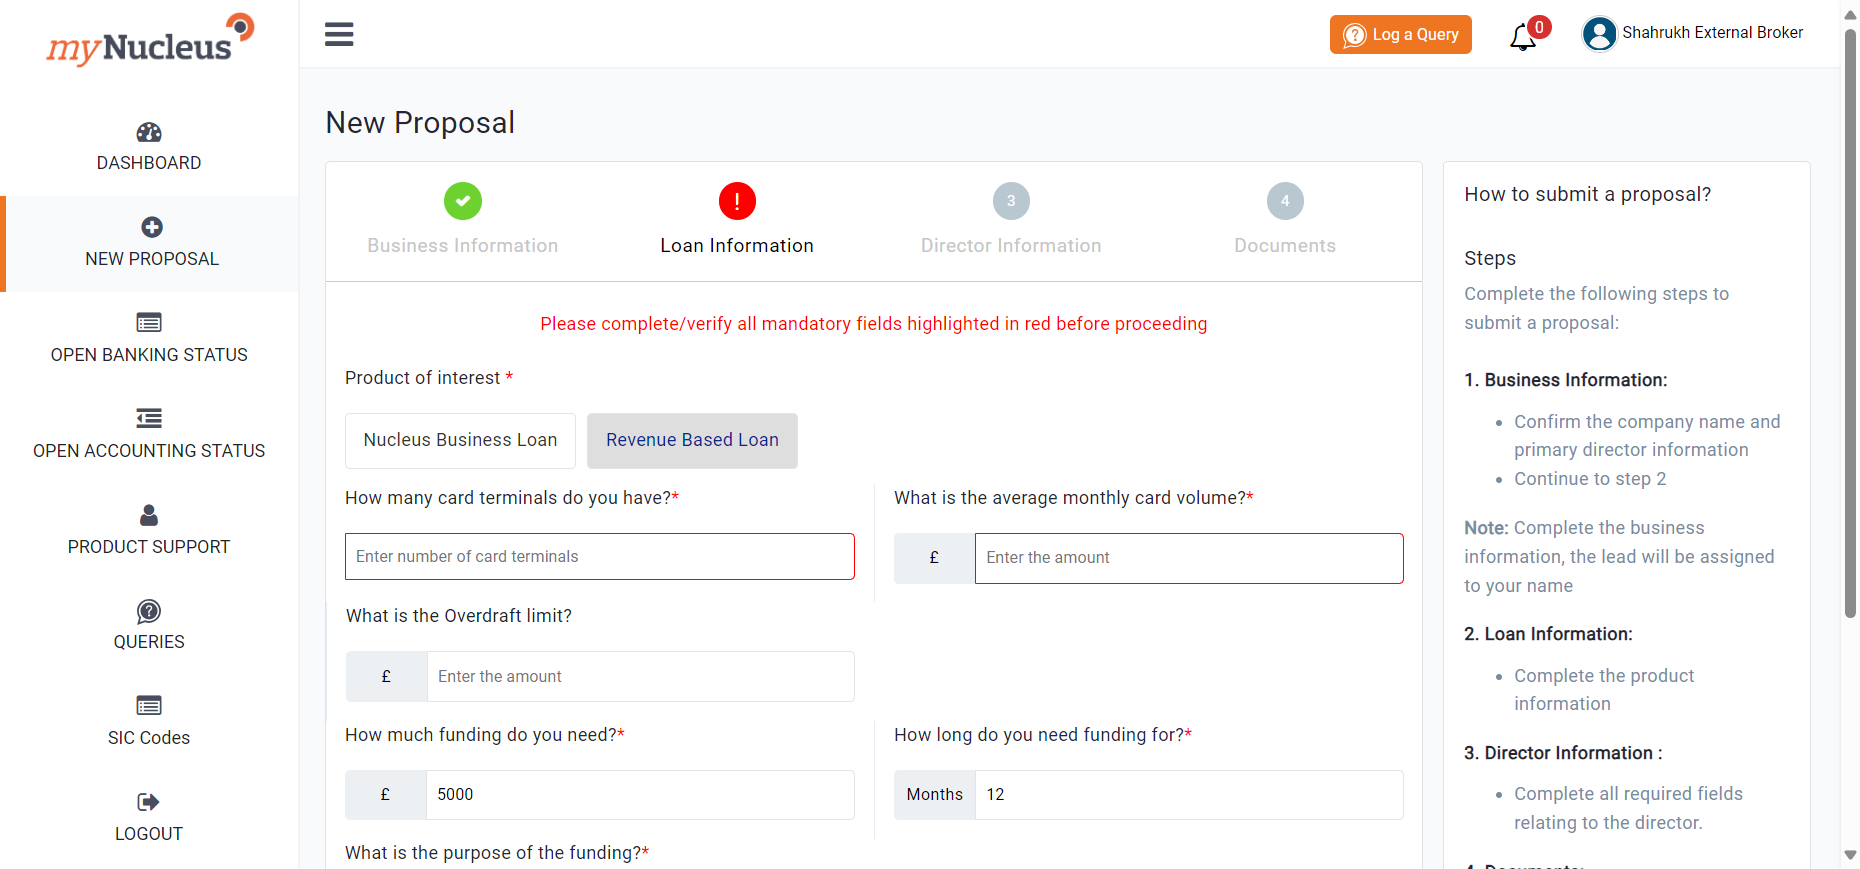 myNucleus
DASHBOARD
NEW PROPOSAL
OPEN BANKING STATUS
OPEN ACCOUNTING STATUS
PRODUCT SUPPORT
QUERIES
SIC Codes
LOGOUT
Log a Query
0
Shahrukh External Broker
New Proposal
!
3
4
Business Information
Loan Information
Director Information
Documents
Please complete/verify all mandatory fields highlighted in red before proceeding
Product of interest *
Nucleus Business Loan
Revenue Based Loan
How many card terminals do you have?*
What is the average monthly card volume?*
Enter number of card terminals
£ Enter the amount
What is the Overdraft limit?
£ Enter the amount
How much funding do you need?*
How long do you need funding for?*
£ 5000
Months 12
What is the purpose of the funding?*
How to submit a proposal?
Steps
Complete the following steps to
submit a proposal:
1. Business Information:
• Confirm the company name and
primary director information
• Continue to step 2
Note: Complete the business
information, the lead will be assigned
to your name
2. Loan Information:
• Complete the product
information
3. Director Information :
• Complete all required fields
relating to the director.
4. Documents: